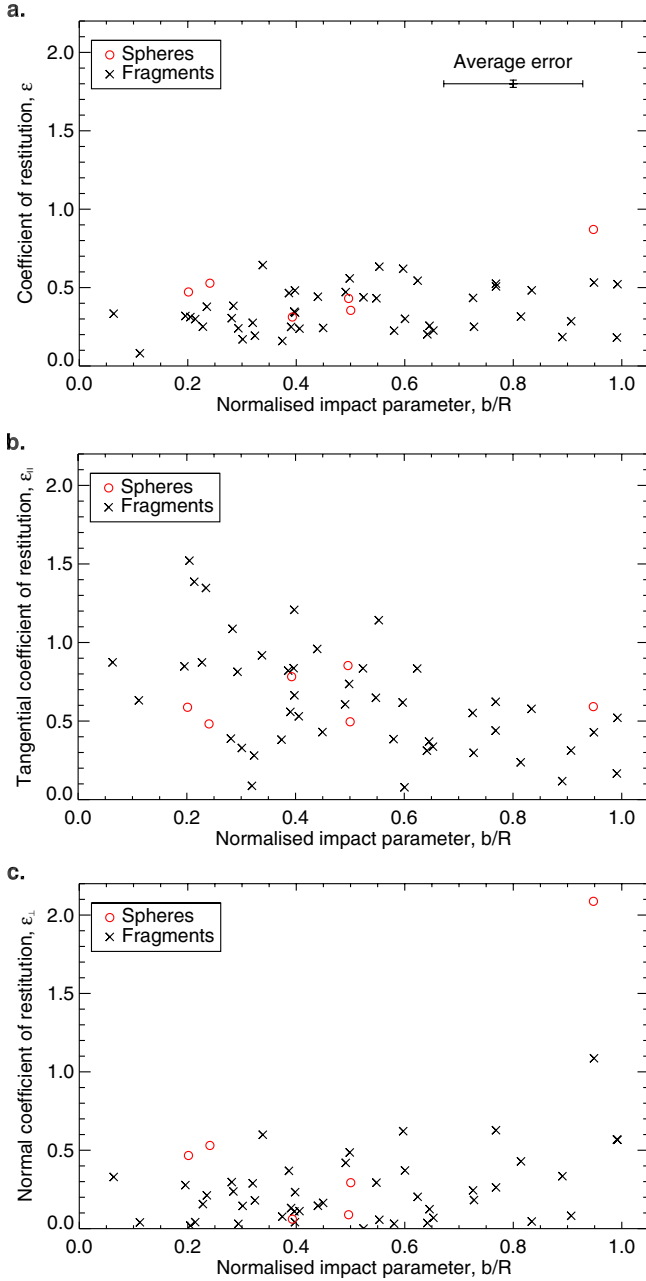 a.
2.0
1.5
1.0
0.5
0.0
Coefficient of restitution, ε
Spheres
Fragments
Average error
0.0 0.2 0.4 0.6 0.8 1.0
Normalised impact parameter, b/R
b.
2.0
1.5
1.0
0.5
0.0
Tangential coefficient of restitution, ε||
Spheres
Fragments
0.0 0.2 0.4 0.6 0.8 1.0
Normalised impact parameter, b/R
c.
2.0
1.5
1.0
0.5
0.0
Normal coefficient of restitution, ε⊥
Spheres
Fragments
0.0 0.2 0.4 0.6 0.8 1.0
Normalised impact parameter, b/R